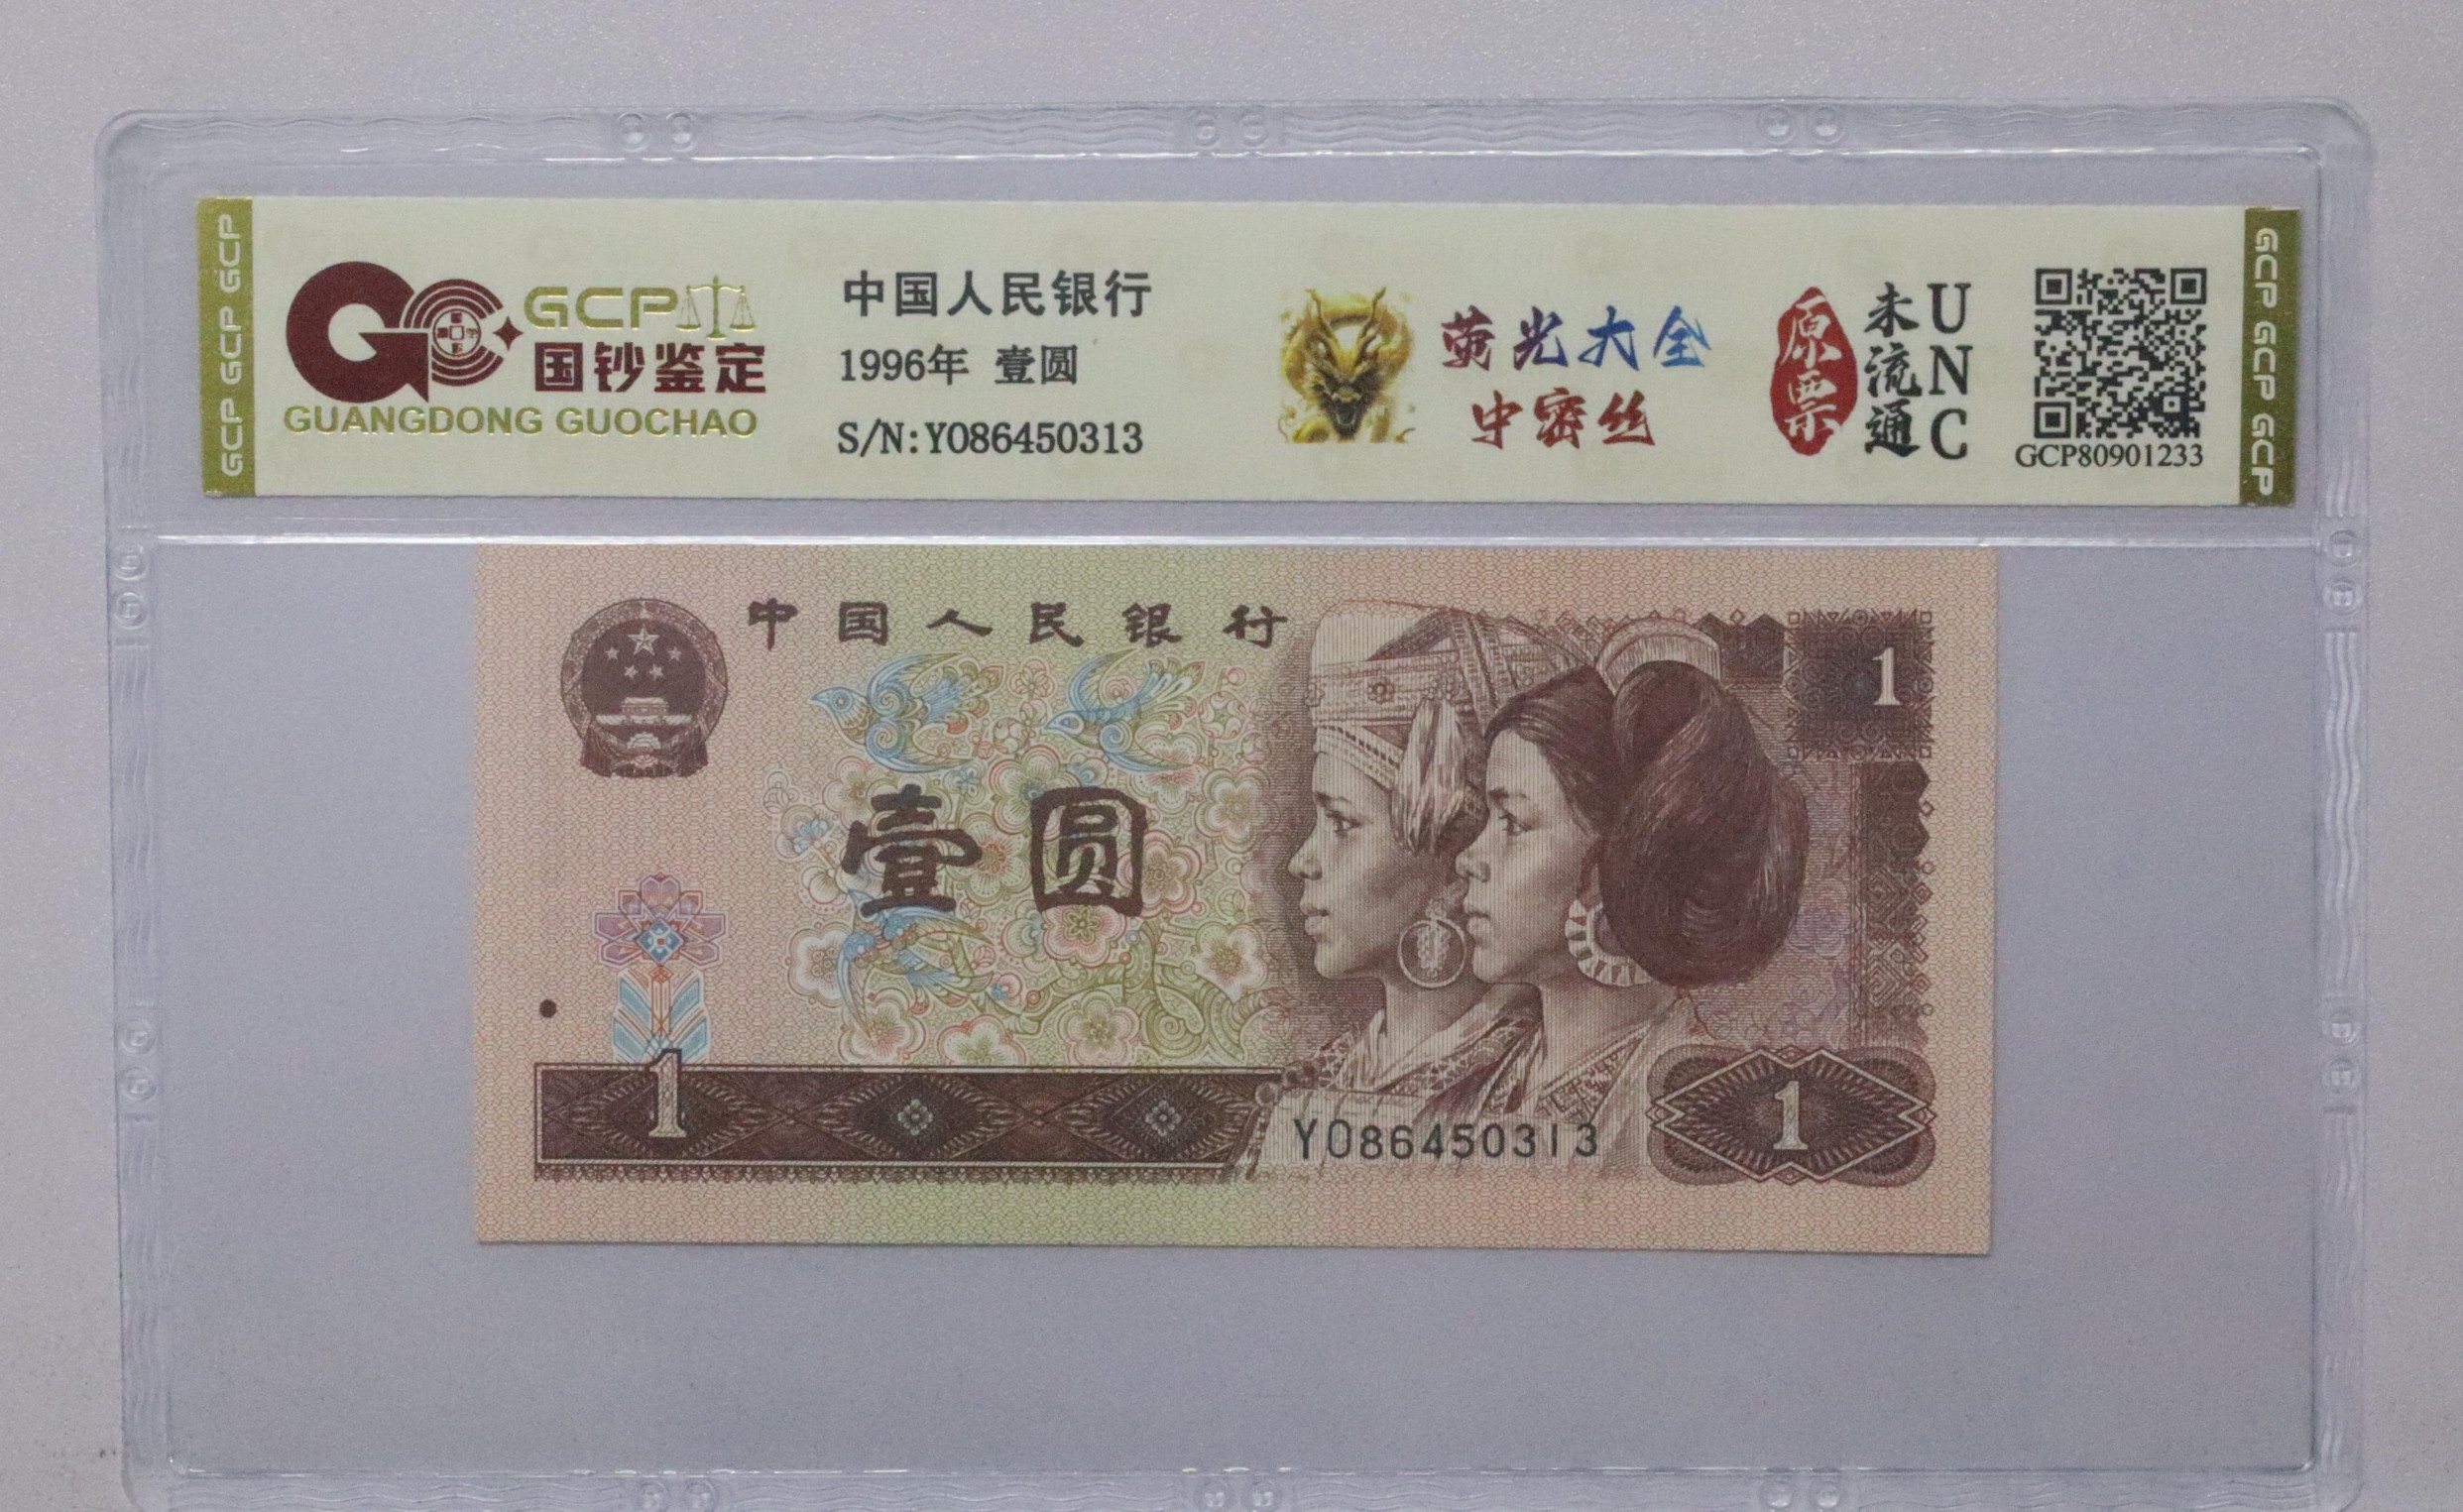 GCP GCP GCP
GCP
国钞鉴定
GUANGDONG GUOCHAO
中国人民银行
1996年 壹圆
S/N:Y086450313
荧光大全
中密丝
原票
未流通
UNC
GCP80901233
GCP GCP GCP
中国人民银行
1
壹圆
1
Y086450313
1